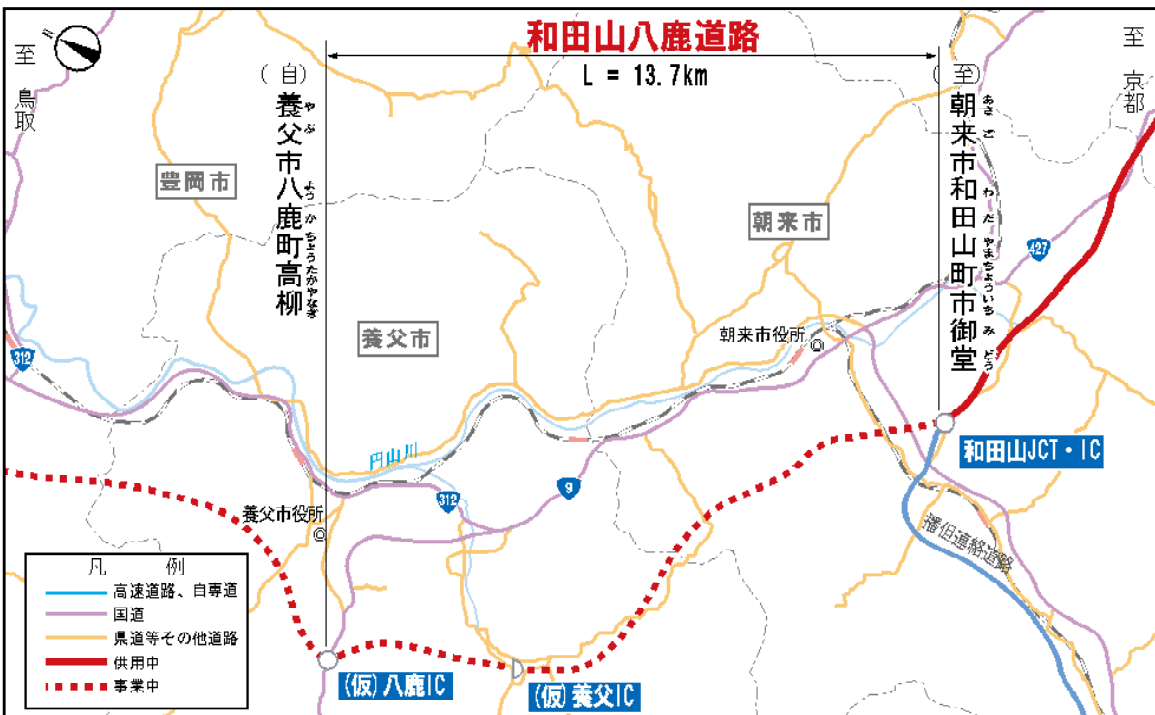 和田山八鹿道路
L = 13.7km
至 鳥取
至 京都
(自)
養父市八鹿町高柳
やぶ ようかちょうたかやなぎ
(至)
朝来市和田山町市御堂
あさご わだやまちょういちみどう
豊岡市
養父市
朝来市
朝来市役所
養父市役所
円山川
312
312
9
427
播但連絡道路
和田山JCT・IC
(仮)八鹿IC
(仮)養父IC
凡 例
高速道路、自専道
国道
県道等その他道路
供用中
事業中